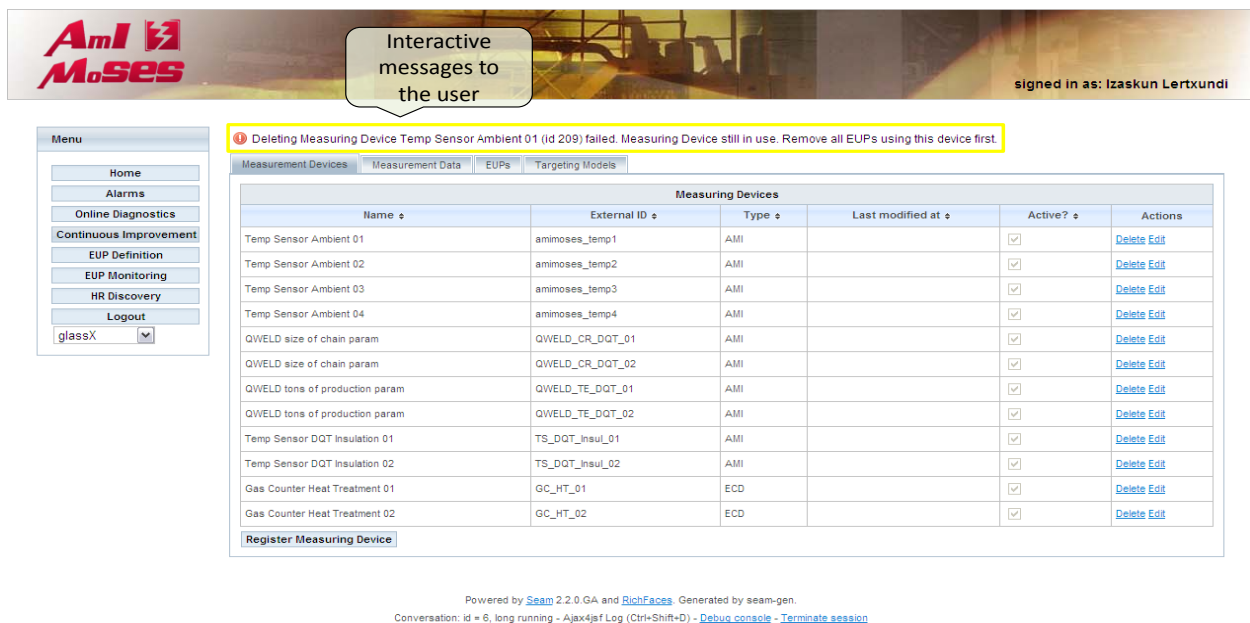 AmI
MoSES
Interactive
messages to
the user
signed in as: Izaskun Lertxundi
Menu
Home
Alarms
Online Diagnostics
Continuous Improvement
EUP Definition
EUP Monitoring
HR Discovery
Logout
glassX
Deleting Measuring Device Temp Sensor Ambient 01 (id 209) failed. Measuring Device still in use. Remove all EUPs using this device first.
Measurement Devices Measurement Data EUPs Targeting Models
Measuring Devices
Name External ID Type Last modified at Active? Actions
Temp Sensor Ambient 01 amimoses_temp1 AMI Delete Edit
Temp Sensor Ambient 02 amimoses_temp2 AMI Delete Edit
Temp Sensor Ambient 03 amimoses_temp3 AMI Delete Edit
Temp Sensor Ambient 04 amimoses_temp4 AMI Delete Edit
QWELD size of chain param QWELD_CR_DQT_01 AMI Delete Edit
QWELD size of chain param QWELD_CR_DQT_02 AMI Delete Edit
QWELD tons of production param QWELD_TE_DQT_01 AMI Delete Edit
QWELD tons of production param QWELD_TE_DQT_02 AMI Delete Edit
Temp Sensor DQT Insulation 01 TS_DQT_Insul_01 AMI Delete Edit
Temp Sensor DQT Insulation 02 TS_DQT_Insul_02 AMI Delete Edit
Gas Counter Heat Treatment 01 GC_HT_01 ECD Delete Edit
Gas Counter Heat Treatment 02 GC_HT_02 ECD Delete Edit
Register Measuring Device
Powered by Seam 2.2.0.GA and RichFaces. Generated by seam-gen.
Conversation: id = 6, long running - Ajax4jsf Log (Ctrl+Shift+D) - Debug console - Terminate session